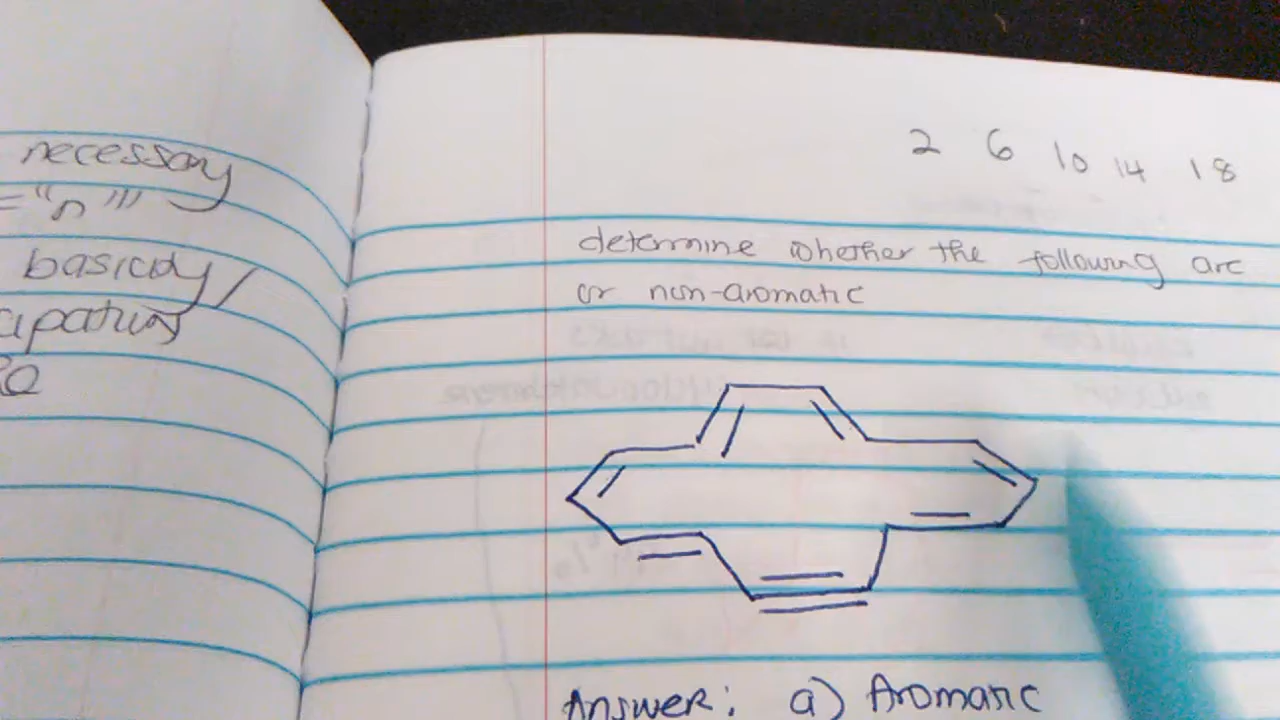 necessary
= "n"
basicity/
2 6 10 14 18
determine whether the following are
or non-aromatic
Answer: a) Aromatic